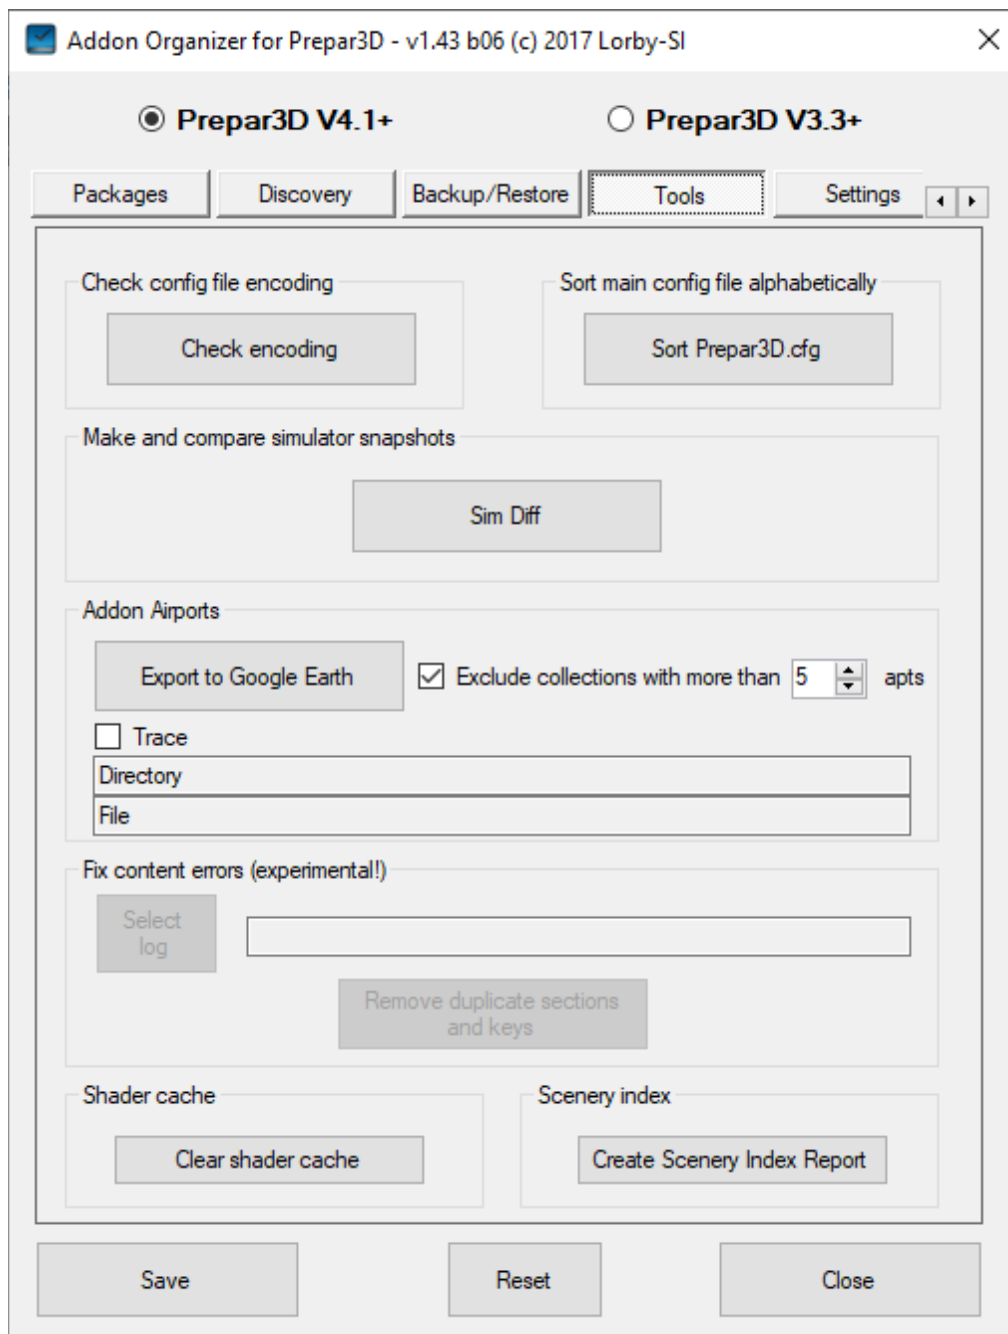 Addon Organizer for Prepar3D - v1.43 b06 (c) 2017 Lorby-SI
Prepar3D V4.1+ Prepar3D V3.3+
Packages Discovery Backup/Restore Tools Settings
Check config file encoding Sort main config file alphabetically
Check encoding Sort Prepar3D.cfg
Make and compare simulator snapshots
Sim Diff
Addon Airports
Export to Google Earth Exclude collections with more than 5 apts
Trace
Directory
File
Fix content errors (experimental!)
Select
log
Remove duplicate sections
and keys
Shader cache Scenery index
Clear shader cache Create Scenery Index Report
Save Reset Close